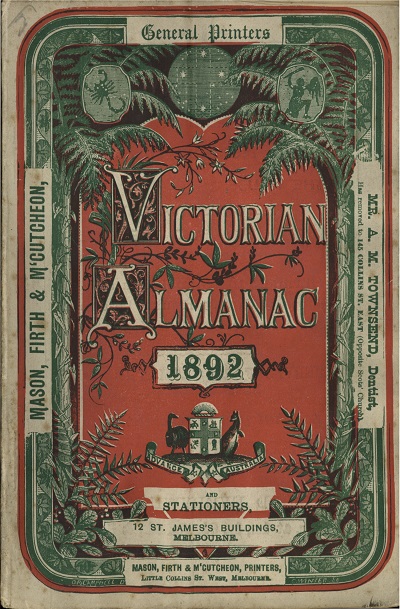 General Printers
MASON, FIRTH & M'CUTCHEON,
MR. A. M. TOWNSEND, Dentist,
Has removed to 145 COLLINS ST. EAST (Opposite Scots' Church)
VICTORIAN
ALMANAC
1892
ADVANCE AUSTRALIA
AND
STATIONERS,
12 ST. JAMES'S BUILDINGS,
MELBOURNE.
MASON, FIRTH & M'CUTCHEON, PRINTERS,
LITTLE COLLINS ST. WEST, MELBOURNE.